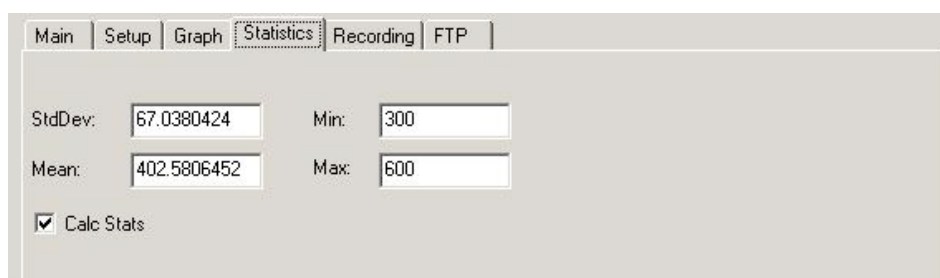 Main Setup Graph Statistics Recording FTP
StdDev: 67.0380424 Min: 300
Mean: 402.5806452 Max: 600
Calc Stats